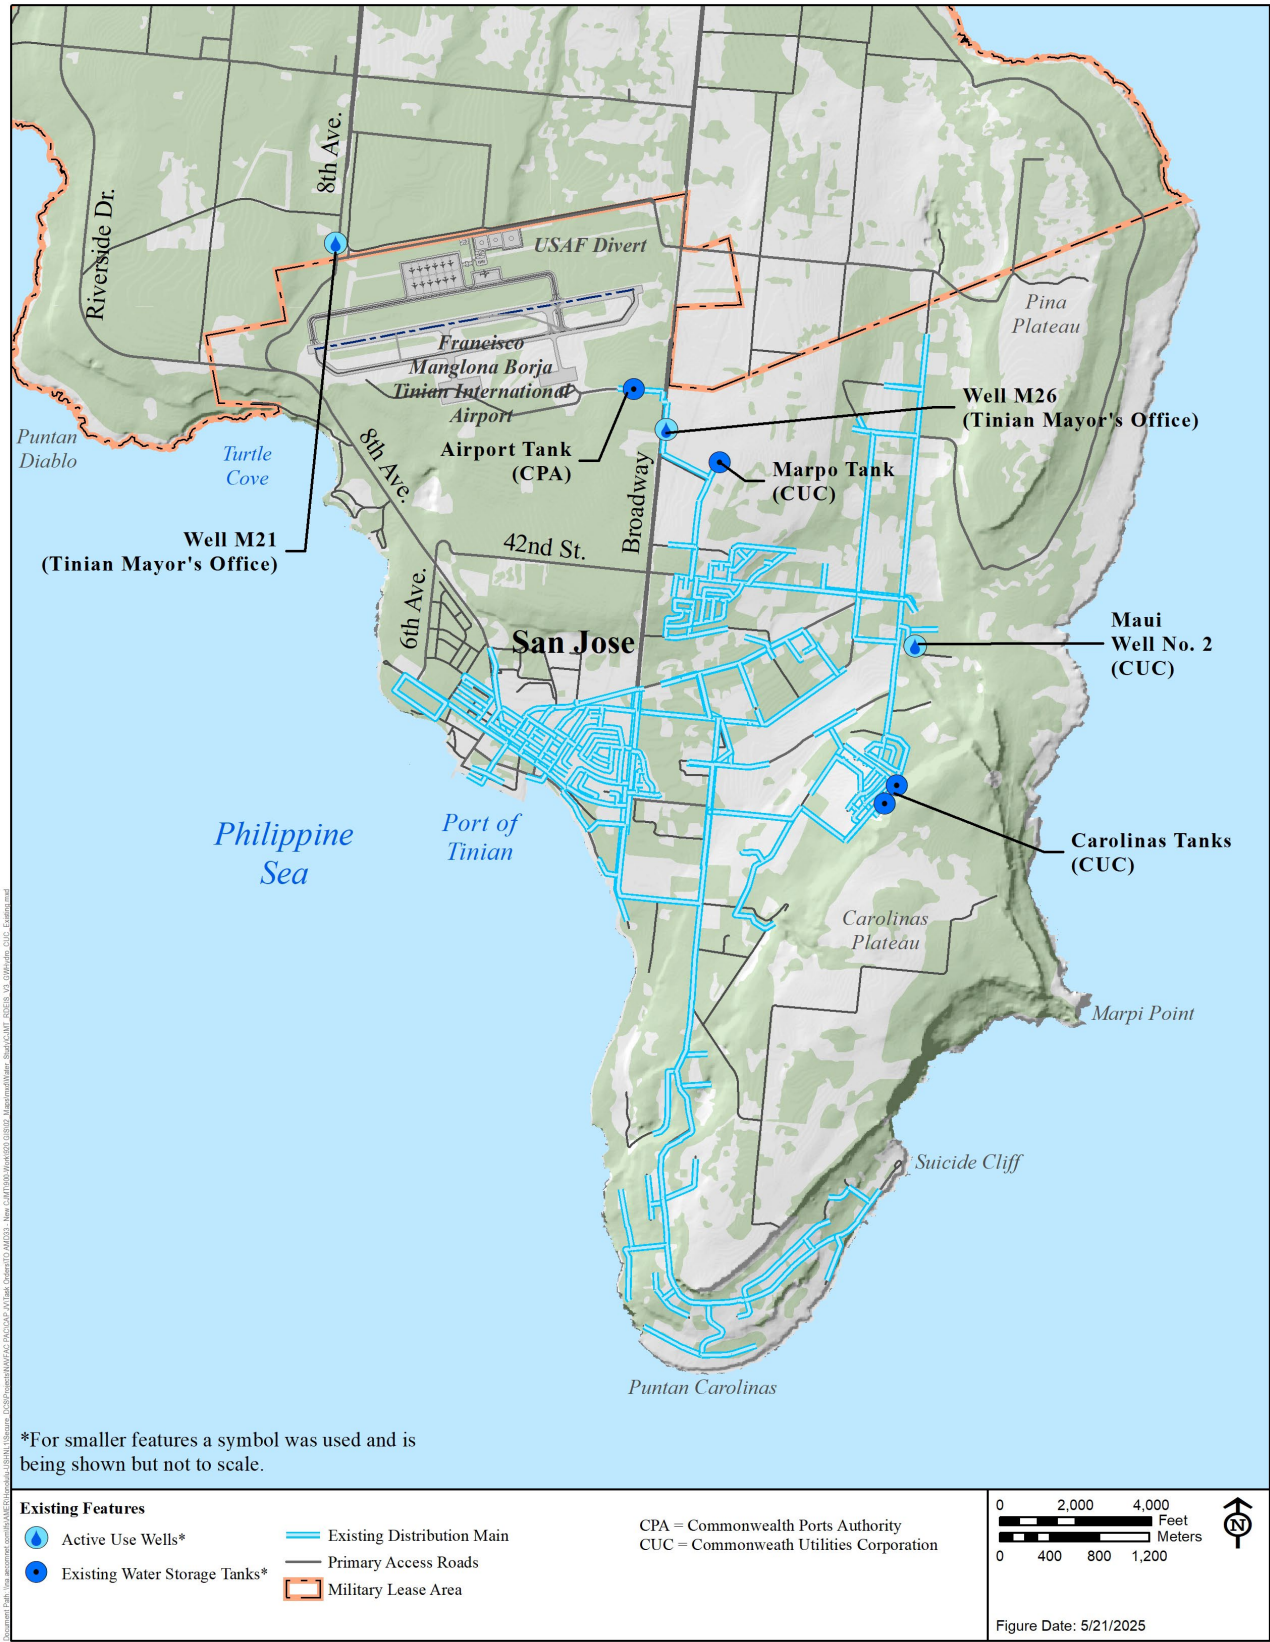 8th Ave.
Riverside Dr.
USAF Divert
Pina
Plateau
Francisco
Manglona Borja
Tinian International
Airport
Well M26
(Tinian Mayor's Office)
Puntan
Diablo
Turtle
Cove
8th Ave.
Airport Tank
(CPA)
Broadway
Marpo Tank
(CUC)
Well M21
(Tinian Mayor's Office)
42nd St.
6th Ave.
San Jose
Maui
Well No. 2
(CUC)
Philippine
Sea
Port of
Tinian
Carolinas Tanks
(CUC)
Carolinas
Plateau
Marpi Point
Suicide Cliff
Puntan Carolinas
*For smaller features a symbol was used and is
being shown but not to scale.
Existing Features
Active Use Wells*
Existing Water Storage Tanks*
Existing Distribution Main
Primary Access Roads
Military Lease Area
CPA = Commonwealth Ports Authority
CUC = Commonweath Utilities Corporation
0 2,000 4,000
Feet
Meters
0 400 800 1,200
N
Figure Date: 5/21/2025